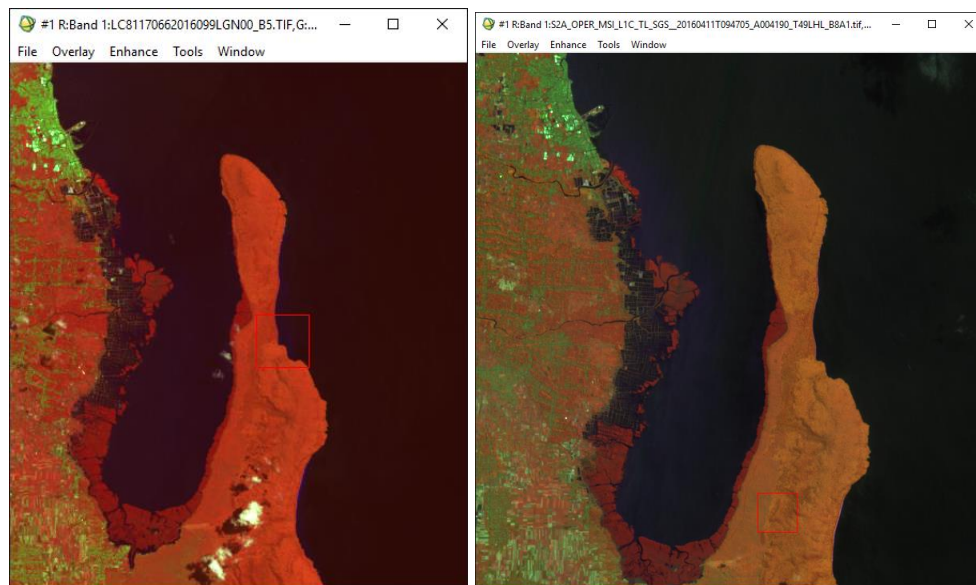 #1 R:Band 1:LC81170662016099LGN00_B5.TIF,G:...
File Overlay Enhance Tools Window
#1 R:Band 1:S2A_OPER_MSI_L1C_TL_SGS__20160411T094705_A004190_T49LHL_B8A1.tif,...
File Overlay Enhance Tools Window